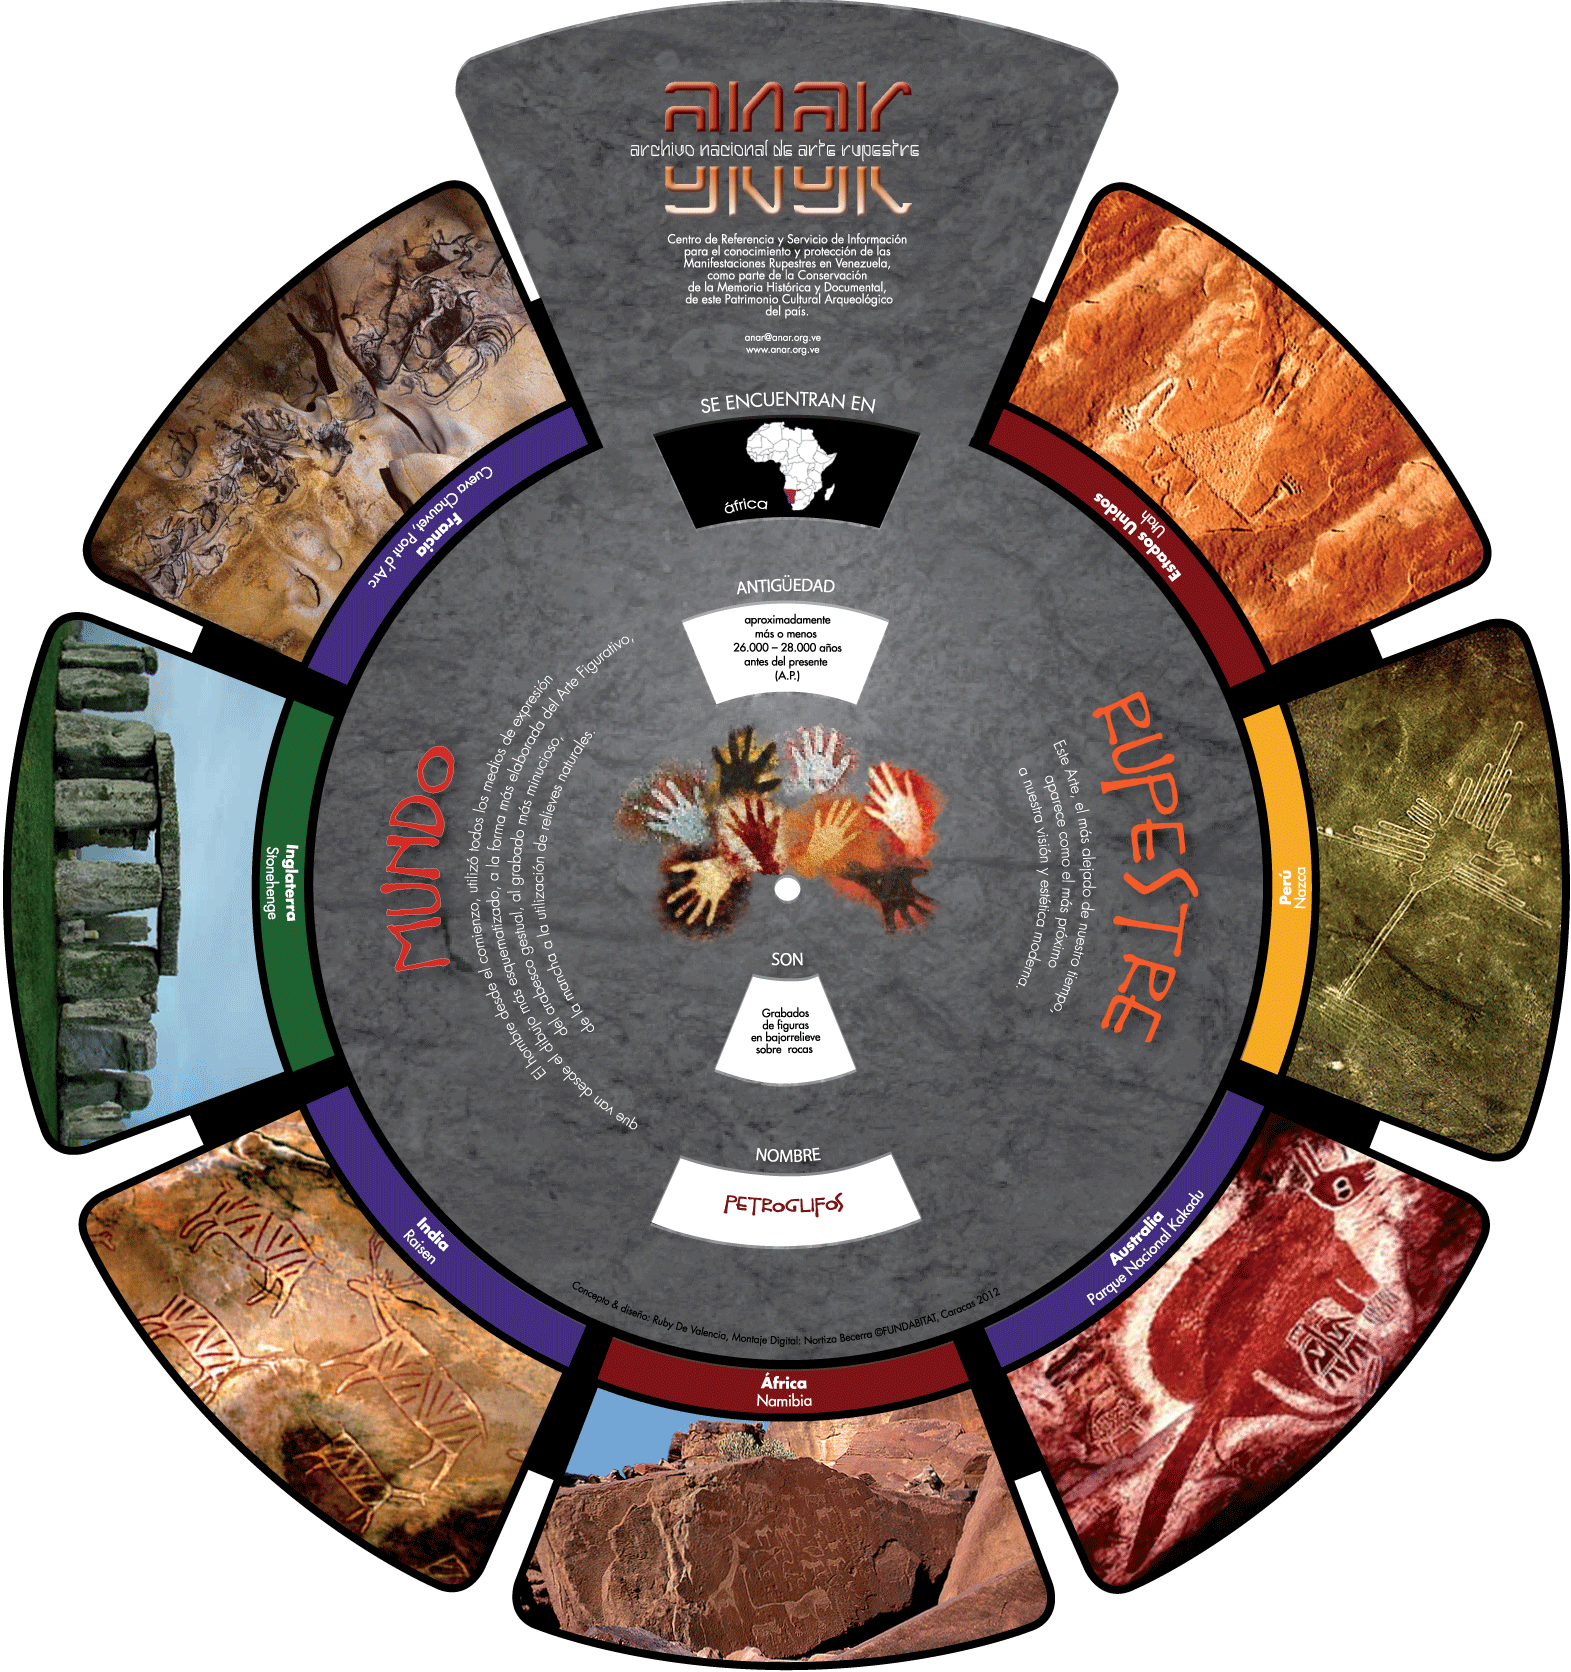 anar
archivo nacional de arte rupestre
Centro de Referencia y Servicio de Información
para el conocimiento y protección de las
Manifestaciones Rupestres en Venezuela,
como parte de la Conservación
de la Memoria Histórica y Documental,
de este Patrimonio Cultural Arqueológico
del país.
anar@anar.org.ve
www.anar.org.ve
SE ENCUENTRAN EN
áfrica
ANTIGÜEDAD
aproximadamente
más o menos
26.000 – 28.000 años
antes del presente
(A.P.)
MUNDO
El hombre desde el comienzo, utilizó todos los medios de expresión
que van desde el dibujo más esquematizado, a la forma más elaborada del Arte Figurativo,
del arabesco gestual, al grabado más minucioso,
de la mancha a la utilización de relieves naturales.
RUPESTRE
Este Arte, el más alejado de nuestro tiempo,
aparece como el más próximo
a nuestra visión y estética moderna.
SON
Grabados
de figuras
en bajorrelieve
sobre rocas
NOMBRE
PETROGLIFOS
Concepto & diseño: Ruby De Valencia, Montaje Digital: Nortiza Becerra ©FUNDABITAT, Caracas 2012
Estados Unidos
Utah
Perú
Nazca
Australia
Parque Nacional Kakadu
África
Namibia
India
Raisen
Inglaterra
Stonehenge
Francia
Cueva Chauvet, Pont d'Arc